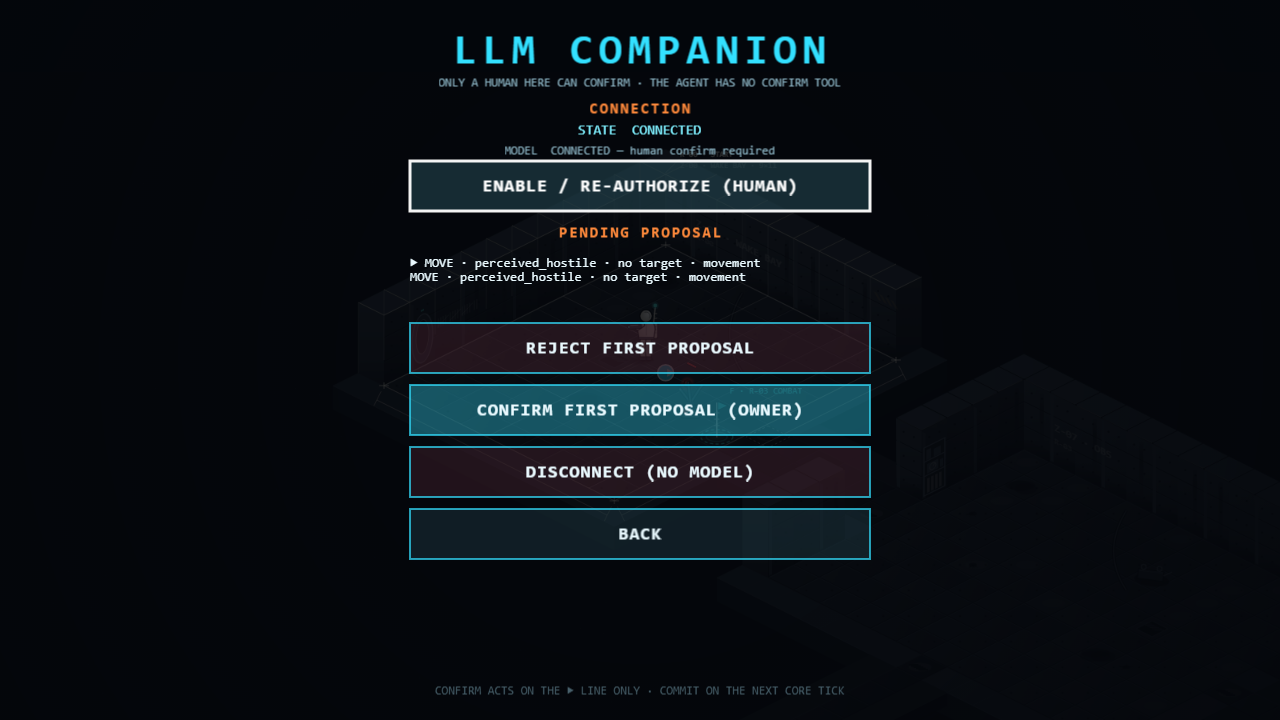 LLM COMPANION
ONLY A HUMAN HERE CAN CONFIRM · THE AGENT HAS NO CONFIRM TOOL
CONNECTION
STATE  CONNECTED
MODEL  CONNECTED — human confirm required
ENABLE / RE-AUTHORIZE (HUMAN)
PENDING PROPOSAL
▶ MOVE · perceived_hostile · no target · movement
MOVE · perceived_hostile · no target · movement
REJECT FIRST PROPOSAL
CONFIRM FIRST PROPOSAL (OWNER)
DISCONNECT (NO MODEL)
BACK
CONFIRM ACTS ON THE ▶ LINE ONLY · COMMIT ON THE NEXT CORE TICK